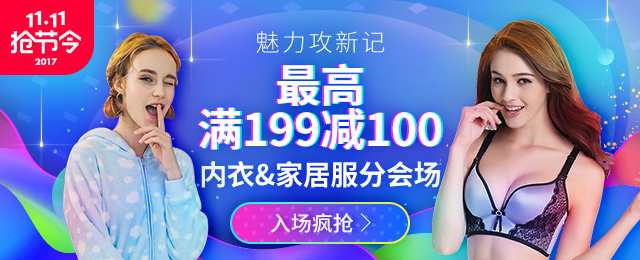 11.11
抢节令
2017
魅力攻新记
最高
满199减100
内衣&家居服分会场
入场疯抢 >